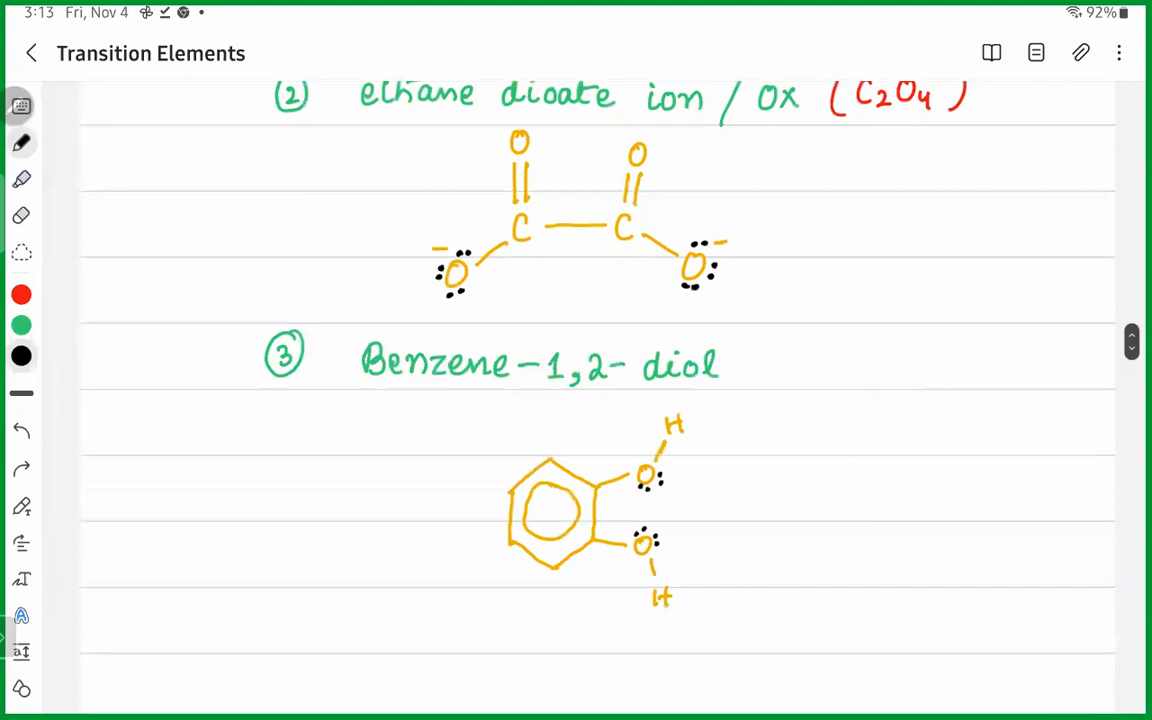 3:13 Fri, Nov 4 92%
Transition Elements
(2) ethane dioate ion / Ox (C2O4)
O O
C C
- O O -
3 Benzene-1,2-diol
H
O
O
H